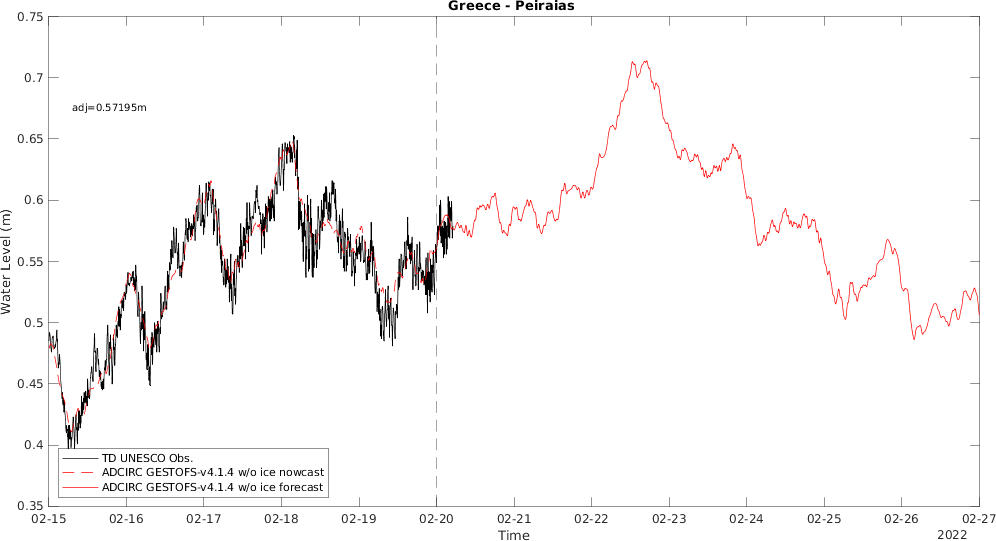 Greece - Peiraias
0.75
0.7
0.65
0.6
0.55
0.5
0.45
0.4
0.35
Water Level (m)
adj=0.57195m
TD UNESCO Obs.
ADCIRC GESTOFS-v4.1.4 w/o ice nowcast
ADCIRC GESTOFS-v4.1.4 w/o ice forecast
02-15 02-16 02-17 02-18 02-19 02-20 02-21 02-22 02-23 02-24 02-25 02-26 02-27
Time
2022